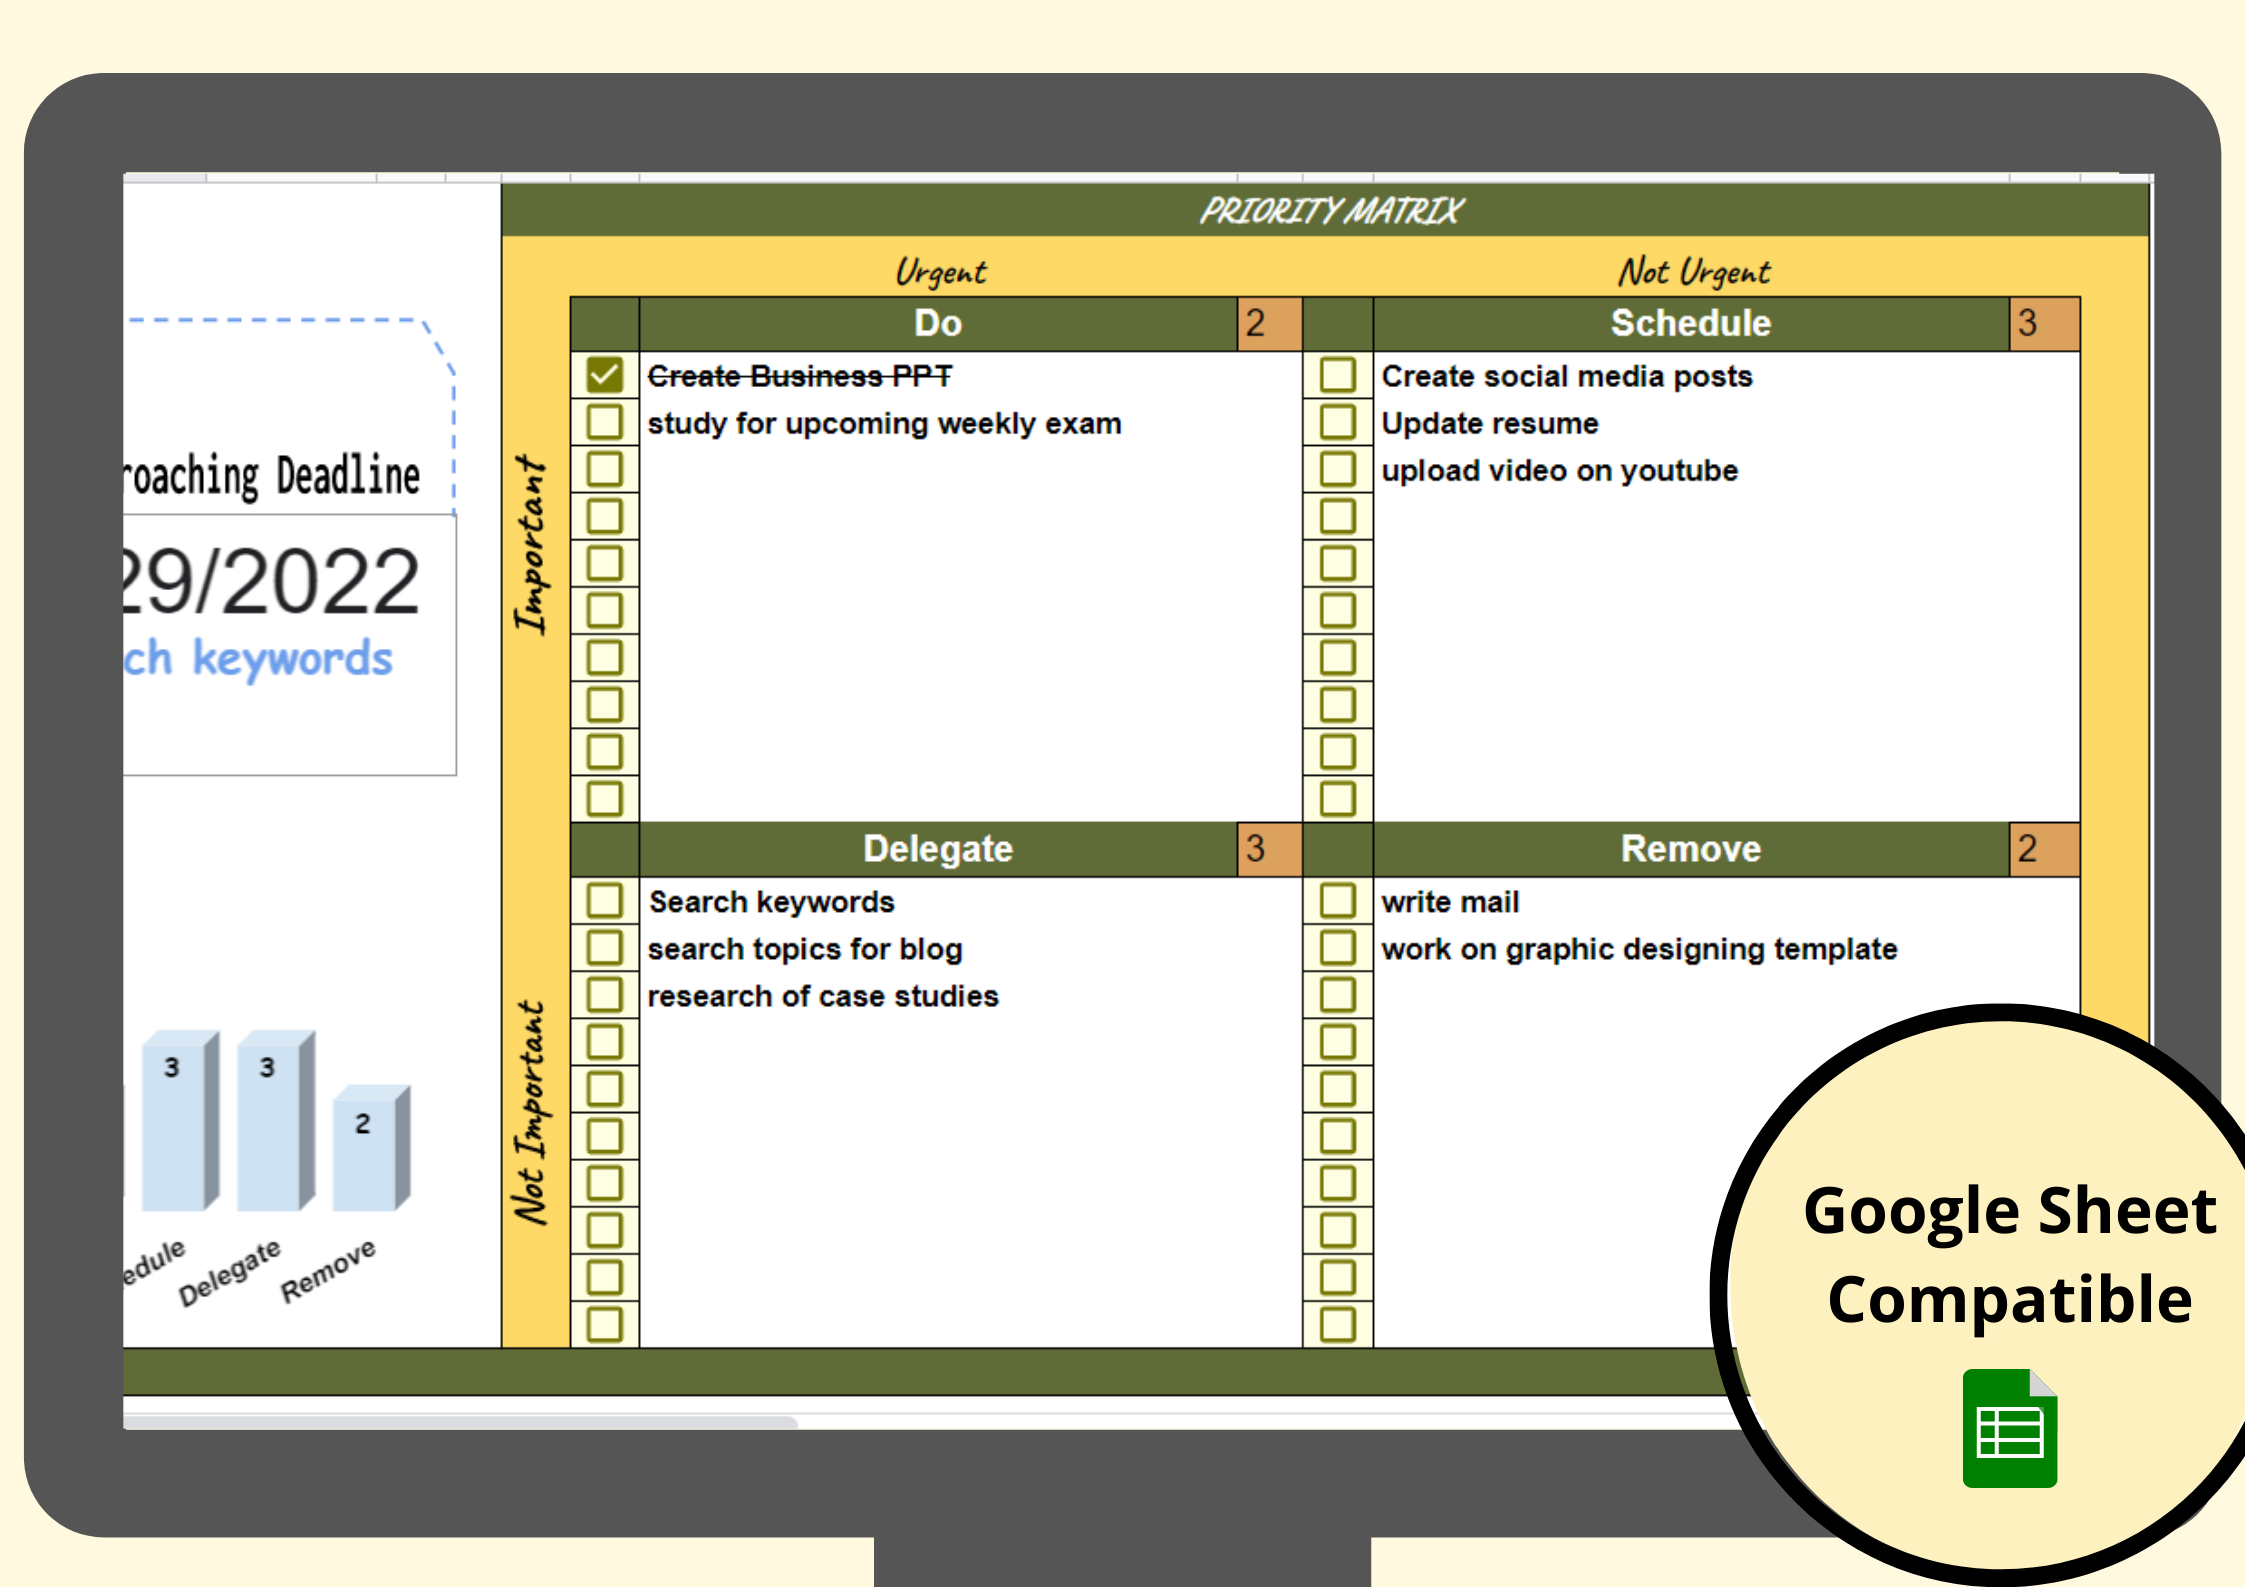 PRIORITY MATRIX
Urgent
Not Urgent
Do
2
Schedule
3
Important
Create Business PPT
study for upcoming weekly exam
Create social media posts
Update resume
upload video on youtube
Delegate
3
Remove
2
Not Important
Search keywords
search topics for blog
research of case studies
write mail
work on graphic designing template
roaching Deadline
29/2022
ch keywords
3
3
2
edule
Delegate
Remove
Google Sheet
Compatible